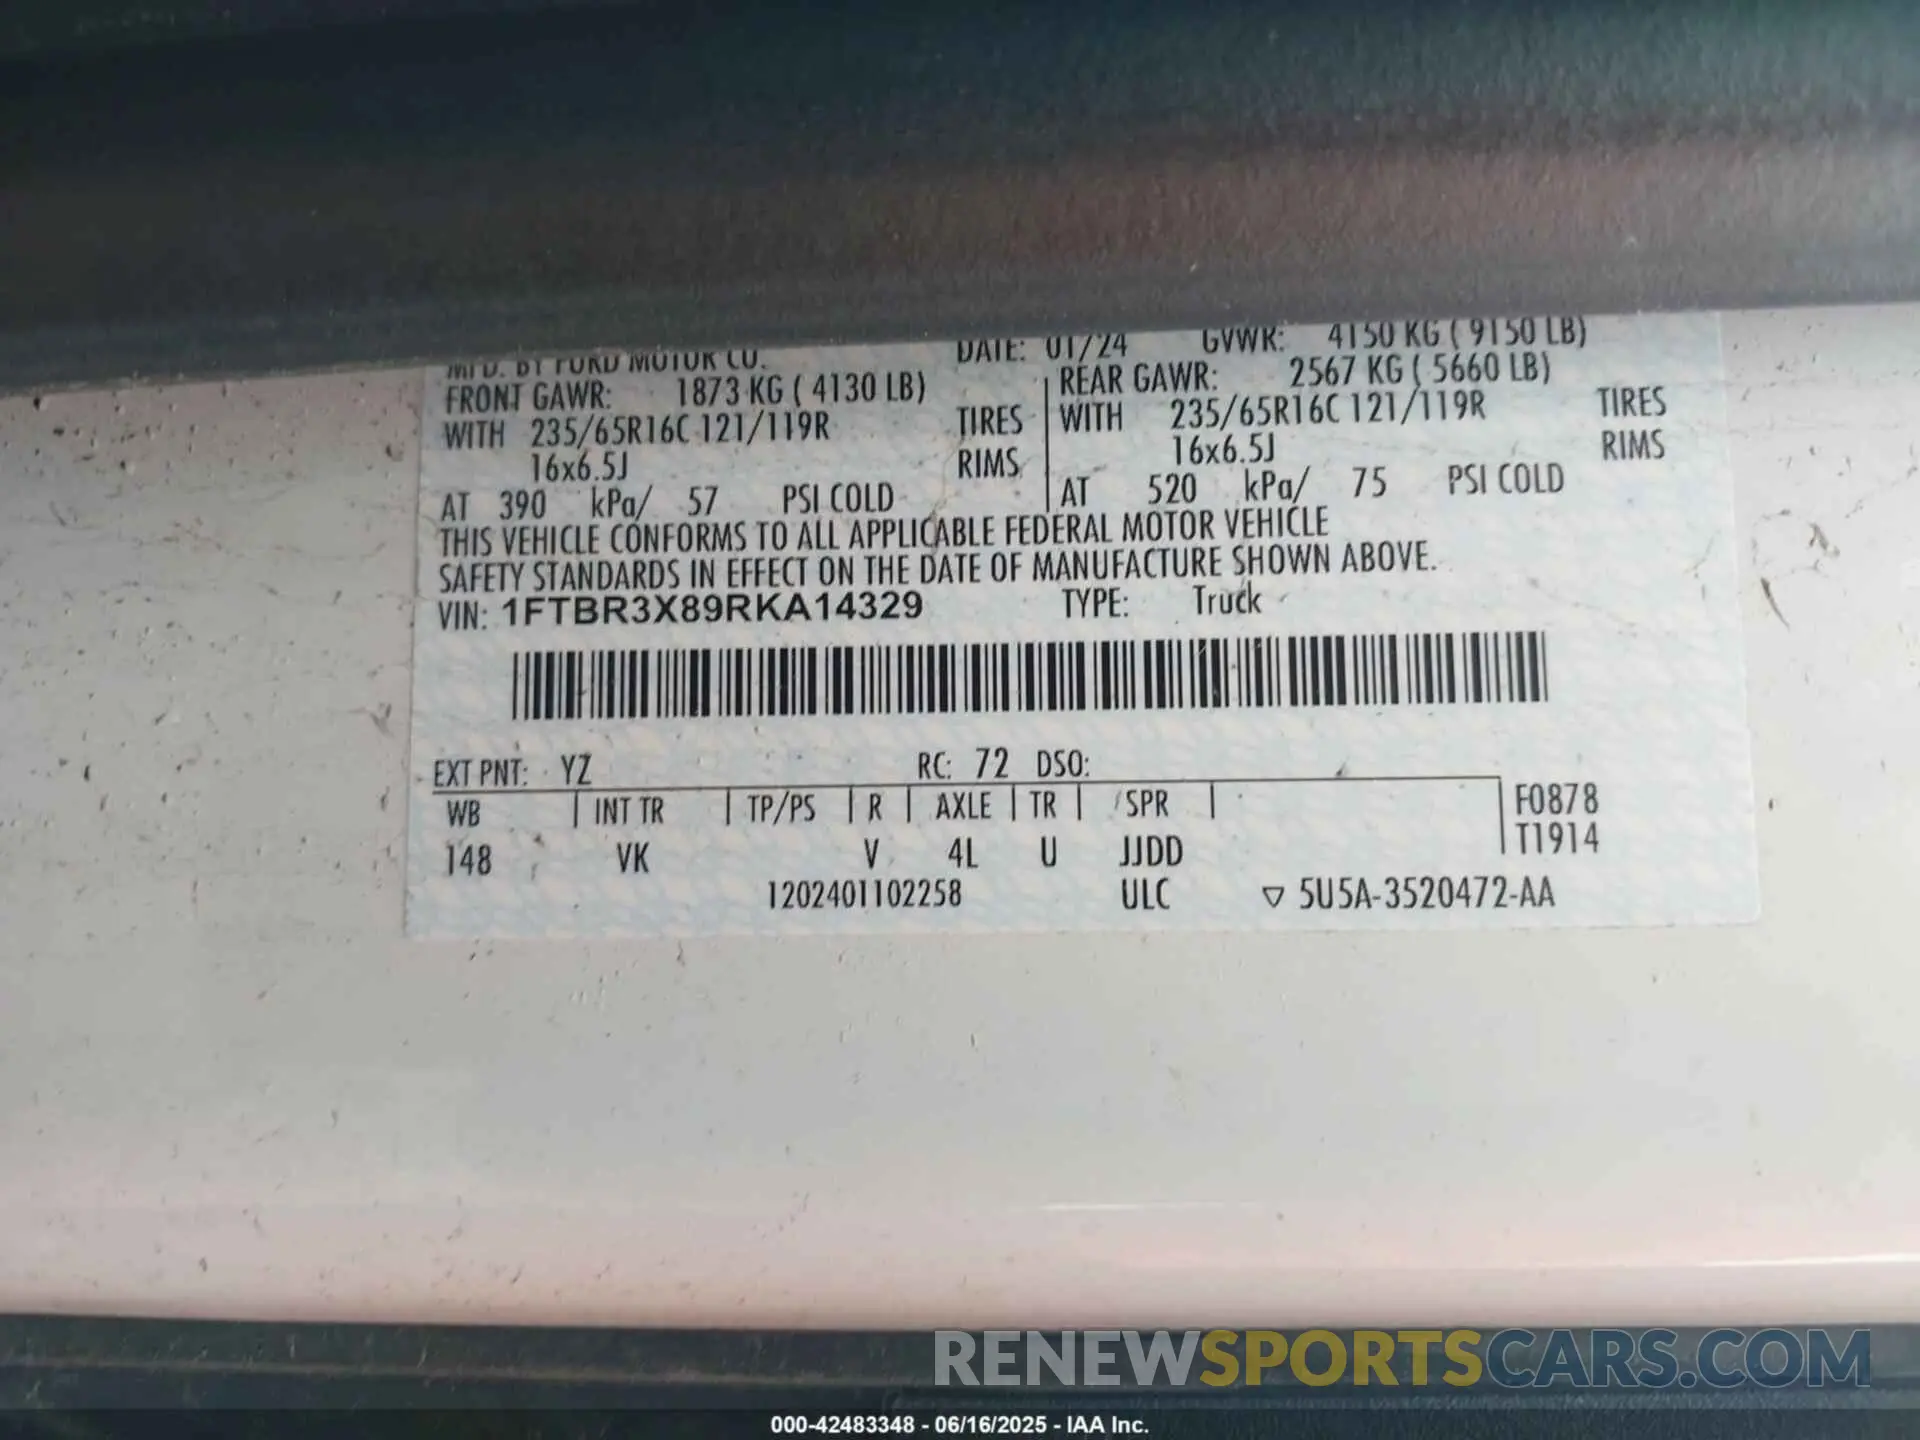 MFD. BY FORD MOTOR CO. DATE: 01/24 GVWR: 4150 KG ( 9150 LB)
FRONT GAWR: 1873 KG ( 4130 LB) REAR GAWR: 2567 KG ( 5660 LB)
WITH 235/65R16C 121/119R TIRES WITH 235/65R16C 121/119R TIRES
16x6.5J RIMS 16x6.5J RIMS
AT 390 kPa/ 57 PSI COLD AT 520 kPa/ 75 PSI COLD
THIS VEHICLE CONFORMS TO ALL APPLICABLE FEDERAL MOTOR VEHICLE
SAFETY STANDARDS IN EFFECT ON THE DATE OF MANUFACTURE SHOWN ABOVE.
VIN: 1FTBR3X89RKA14329 TYPE: Truck
EXT PNT: YZ RC: 72 DSO:
WB INT TR TP/PS R AXLE TR SPR F0878
T1914
148 VK V 4L U JJDD
1202401102258 ULC ▽ 5U5A-3520472-AA
RENEWSPORTSCARS.COM
000-42483348 - 06/16/2025 - IAA Inc.